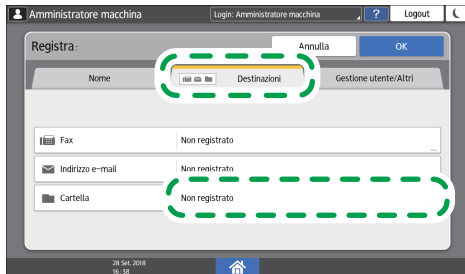 Amministratore macchina
Login: Amministratore macchina
?
Logout
Registra:
Annulla
OK
Nome
Destinazioni
Gestione utente/Altri
Fax
Non registrato
...
Indirizzo e-mail
Non registrato
Cartella
Non registrato
28 Set. 2018
16:38